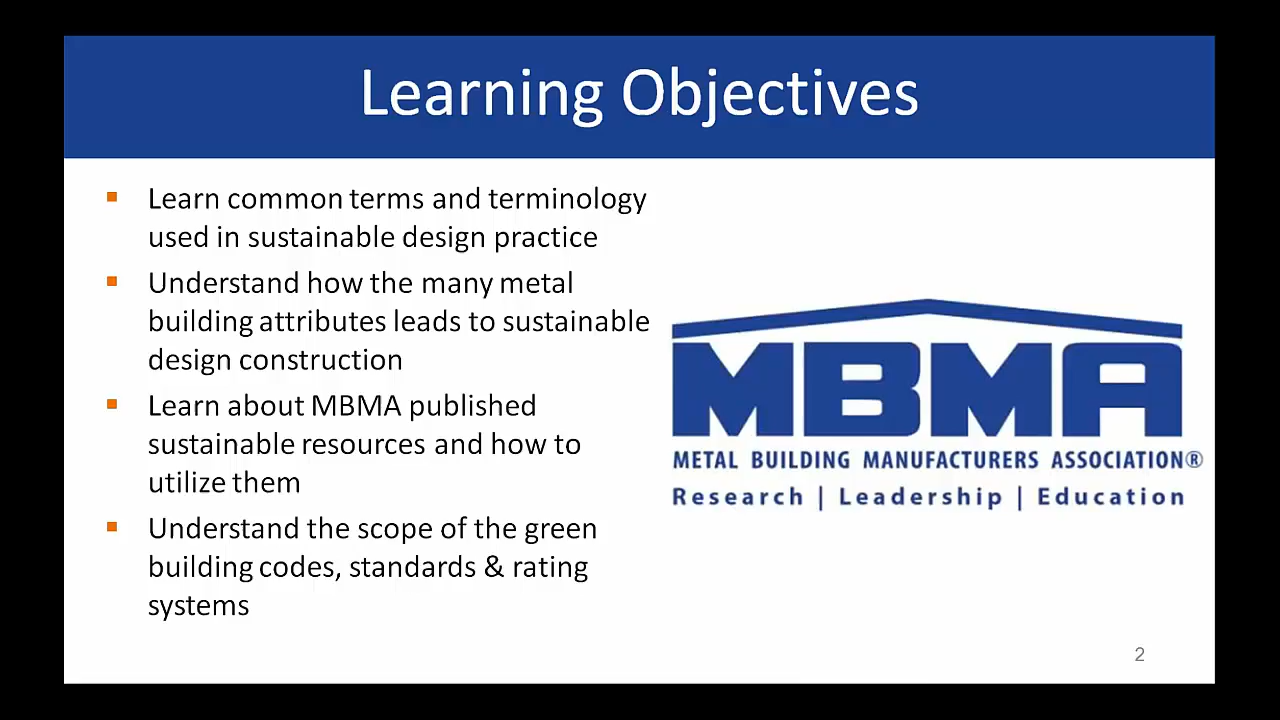 Learning Objectives
Learn common terms and terminology
used in sustainable design practice
Understand how the many metal
building attributes leads to sustainable
design construction
Learn about MBMA published
sustainable resources and how to
utilize them
Understand the scope of the green
building codes, standards & rating
systems
MBMA
METAL BUILDING MANUFACTURERS ASSOCIATION®
Research | Leadership | Education
2